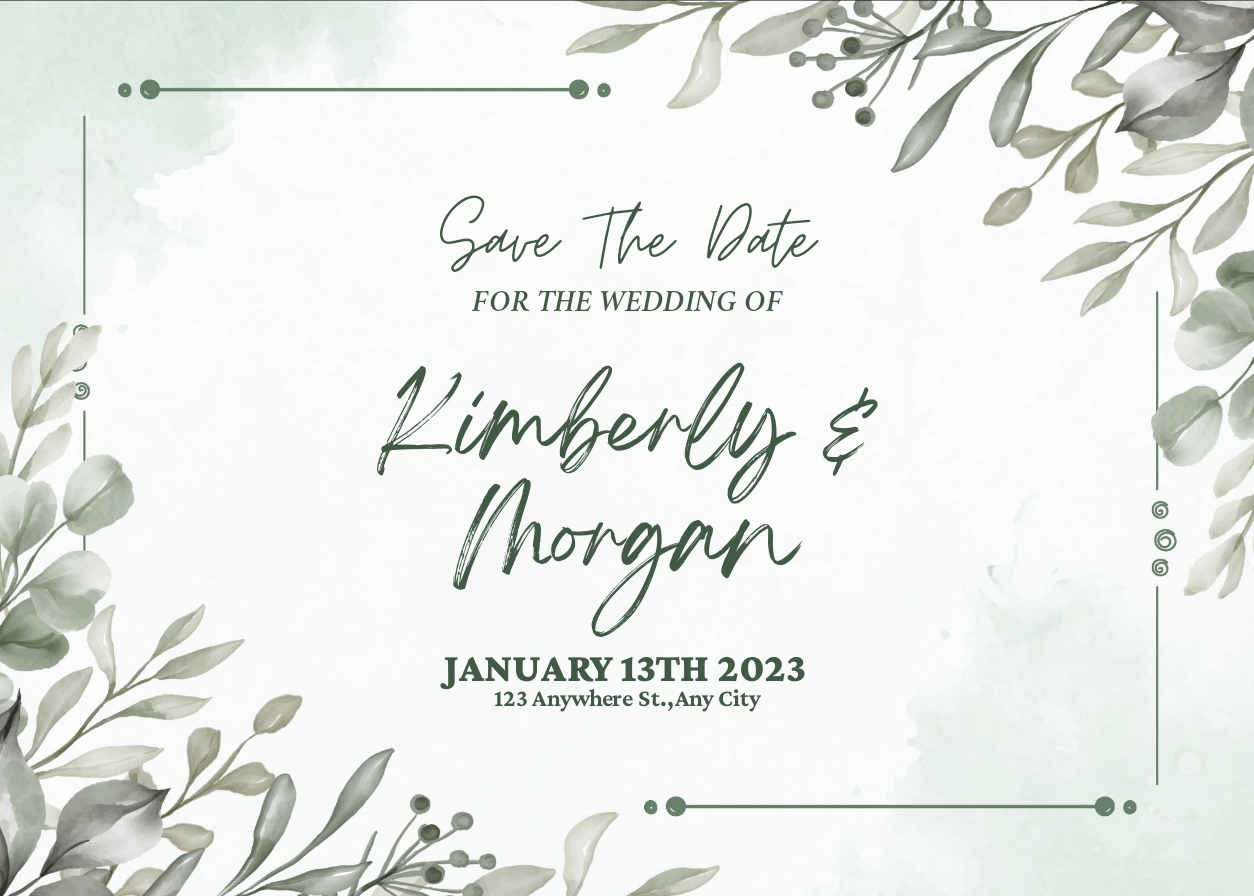 Save The Date
FOR THE WEDDING OF
Kimberly &
Morgan
JANUARY 13TH 2023
123 Anywhere St.,Any City